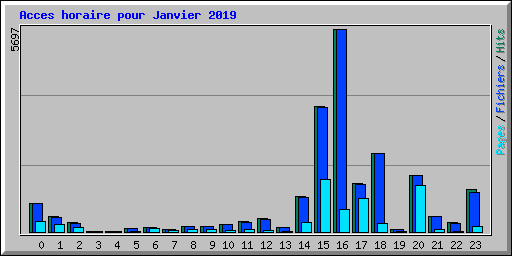 Acces horaire pour Janvier 2019
5697
Pages/Fichiers/Hits
0 1 2 3 4 5 6 7 8 9 10 11 12 13 14 15 16 17 18 19 20 21 22 23